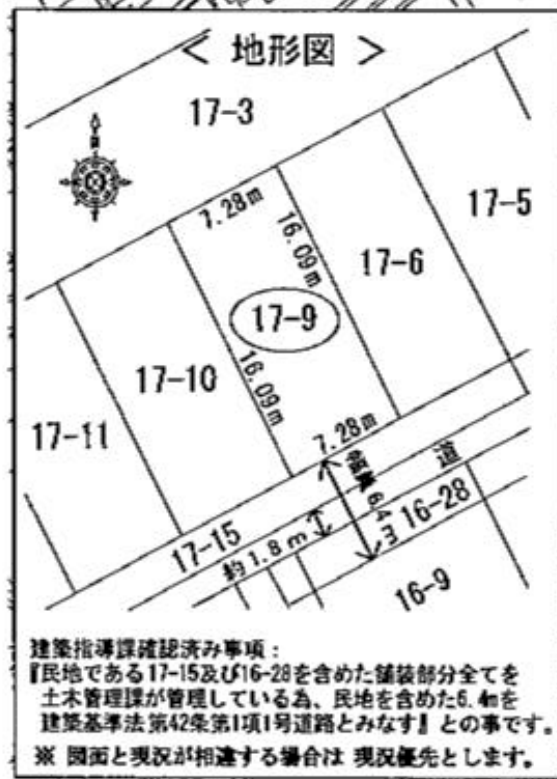 < 地形図 >
17-3
17-5
7.28m
16.09m
17-6
17-9
17-10
16.09m
17-11
7.28m
幅員6.4m
道
16-28
17-15
約1.8m
16-9
建築指導課確認済み事項:
『民地である17-15及び16-28を含めた舗装部分全てを
土木管理課が管理している為、民地を含めた6.4mを
建築基準法第42条第1項1号道路とみなす』との事です。
※ 図面と現況が相違する場合は 現況優先とします。